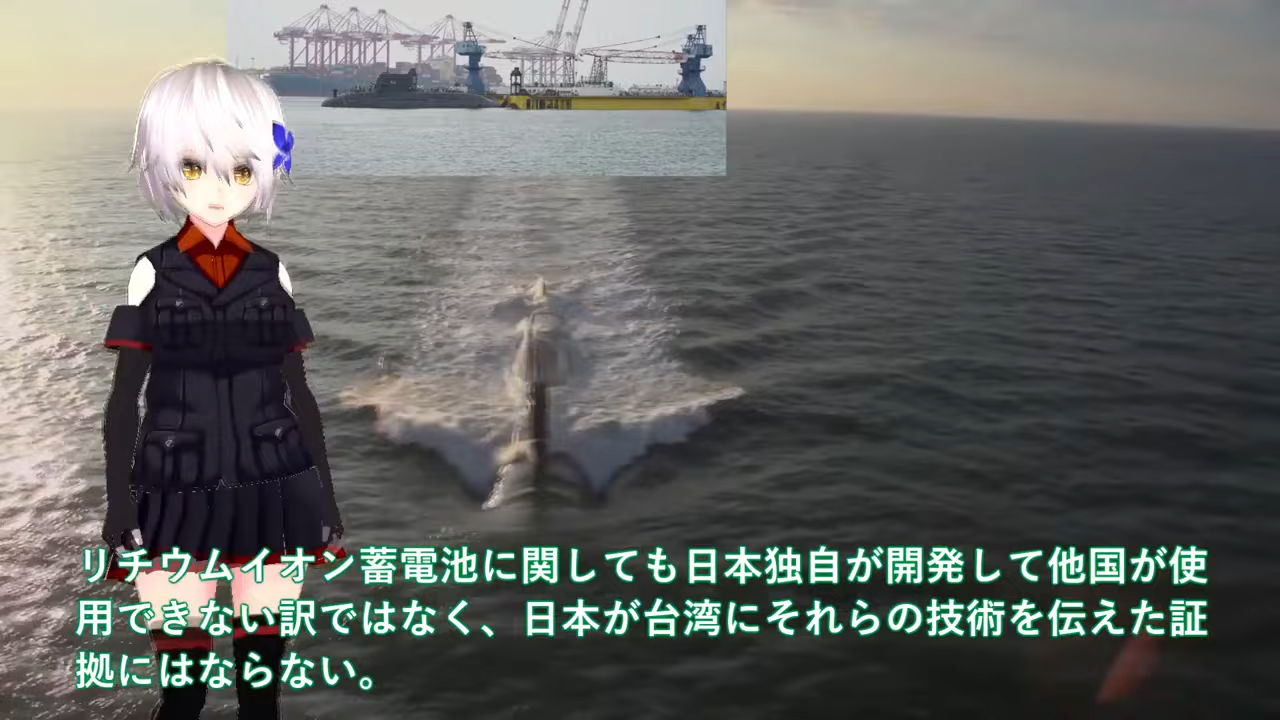 リチウムイオン蓄電池に関しても日本独自が開発して他国が使
用できない訳ではなく、日本が台湾にそれらの技術を伝えた証
拠にはならない。